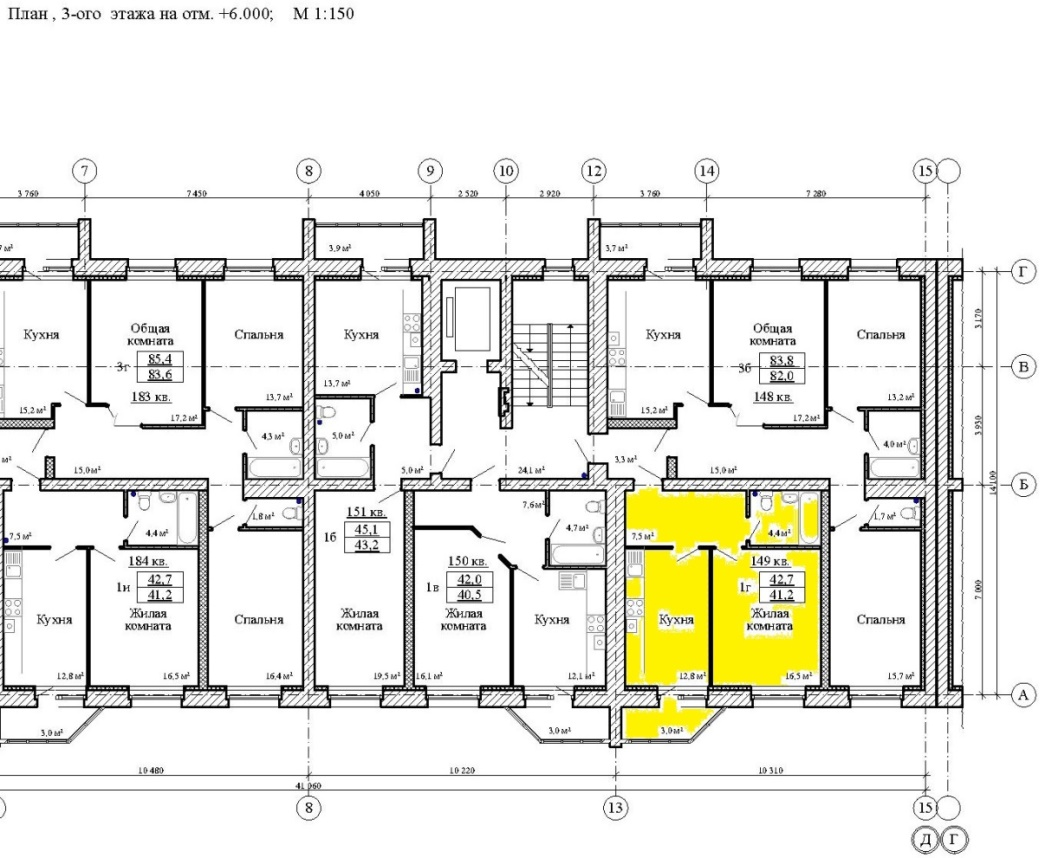 План , 3-ого этажа на отм. +6.000; М 1:150
7 8 9 10 12 14 15
3 760 7450 4 050 2 520 2 920 3 760 7 280
3,9 м² 3,7 м²
Г
3,170
Кухня
Общая
комната
Спальня
Кухня
Кухня
Общая
комната
Спальня
3г
85,4
83,6
183 кв.
3б
83,8
82,0
148 кв.
В
15,2 м² 17,2 м² 13,7 м² 13,7 м² 15,2 м² 17,2 м² 13,2 м²
3,950
4,3 м² 5,0 м² 4,0 м²
15,0 м² 5,0 м² 24,1 м² 3,3 м² 15,0 м²
Б
14 100
7,5 м² 4,4 м² 1,8 м²
151 кв.
1б
45,1
43,2
7,6 м² 4,7 м²
7,5 м² 4,4 м² 1,7 м²
184 кв.
1и
42,7
41,2
Жилая
комната
150 кв.
1в
42,0
40,5
Жилая
комната
149 кв.
1г
42,7
41,2
Жилая
комната
7 000
Кухня
Спальня
Жилая
комната
Кухня
Кухня
Спальня
12,8 м² 16,5 м² 16,4 м² 19,5 м² 16,1 м² 12,1 м² 12,8 м² 16,5 м² 15,7 м²
А
3,0 м² 3,0 м² 3,0 м²
10 480 10 220 10 310
41 060
8 13 15
Д Г